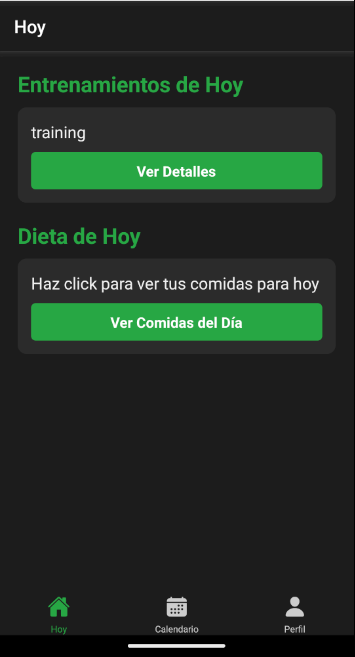 Hoy
Entrenamientos de Hoy
training
Ver Detalles
Dieta de Hoy
Haz click para ver tus comidas para hoy
Ver Comidas del Día
Hoy
Calendario
Perfil